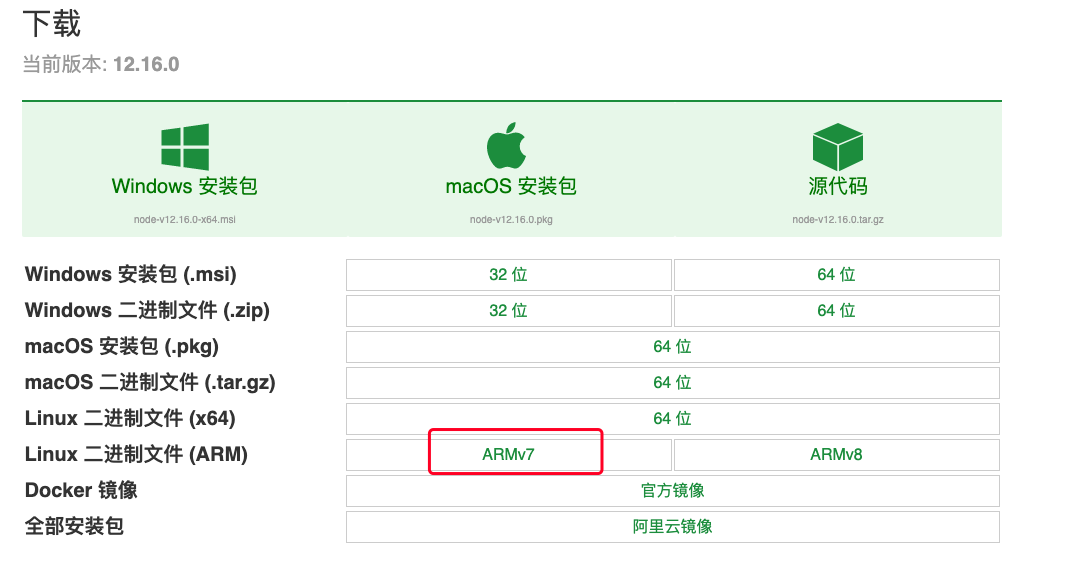 下载
当前版本: 12.16.0
Windows 安装包 macOS 安装包 源代码
node-v12.16.0-x64.msi node-v12.16.0.pkg node-v12.16.0.tar.gz
Windows 安装包 (.msi) 32 位 64 位
Windows 二进制文件 (.zip) 32 位 64 位
macOS 安装包 (.pkg) 64 位
macOS 二进制文件 (.tar.gz) 64 位
Linux 二进制文件 (x64) 64 位
Linux 二进制文件 (ARM) ARMv7 ARMv8
Docker 镜像 官方镜像
全部安装包 阿里云镜像